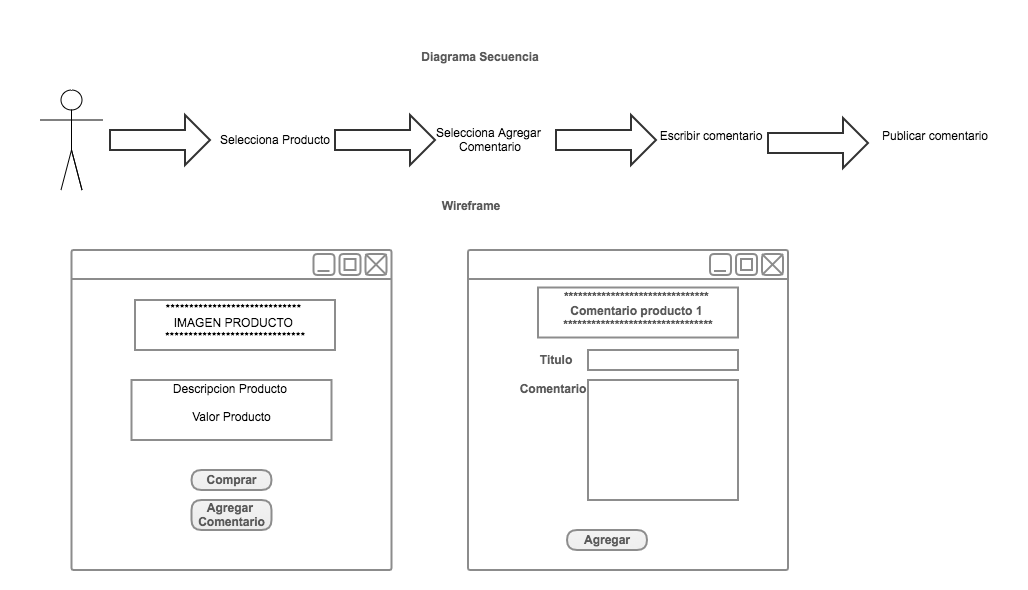 Diagrama Secuencia
Selecciona Producto
Selecciona Agregar
Comentario
Escribir comentario
Publicar comentario
Wireframe
*****************************
IMAGEN PRODUCTO
*****************************
Descripcion Producto
Valor Producto
Comprar
Agregar
Comentario
*******************************
Comentario producto 1
********************************
Titulo
Comentario
Agregar